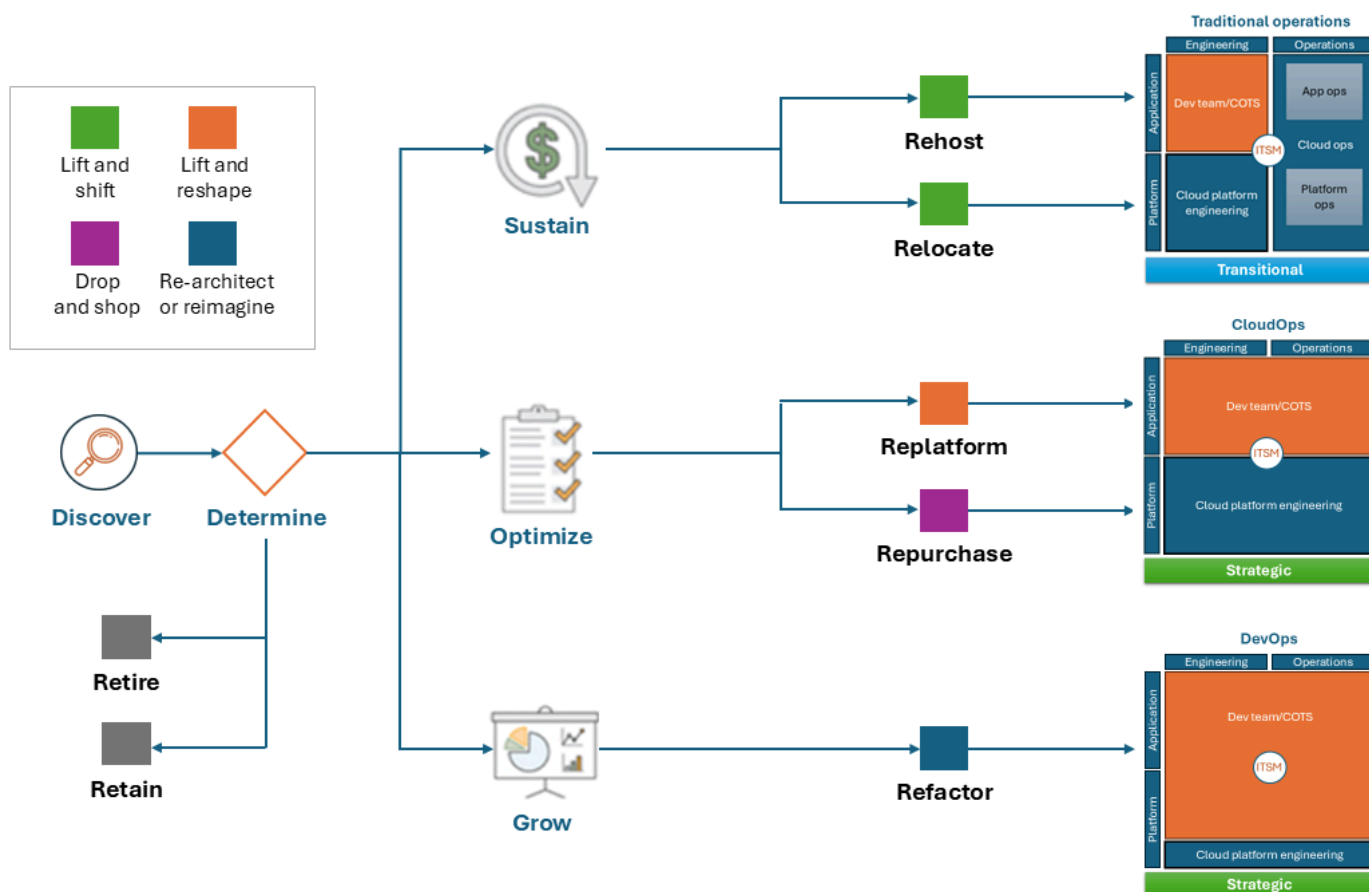 Lift and
shift
Lift and
reshape
Drop
and shop
Re-architect
or reimagine
Discover
Determine
Retire
Retain
Sustain
Optimize
Grow
Rehost
Relocate
Replatform
Repurchase
Refactor
Traditional operations
Engineering
Operations
Application
Platform
Dev team/COTS
App ops
ITSM
Cloud ops
Cloud platform
engineering
Platform
ops
Transitional
CloudOps
Engineering
Operations
Application
Platform
Dev team/COTS
ITSM
Cloud platform engineering
Strategic
DevOps
Engineering
Operations
Application
Platform
Dev team/COTS
ITSM
Cloud platform engineering
Strategic